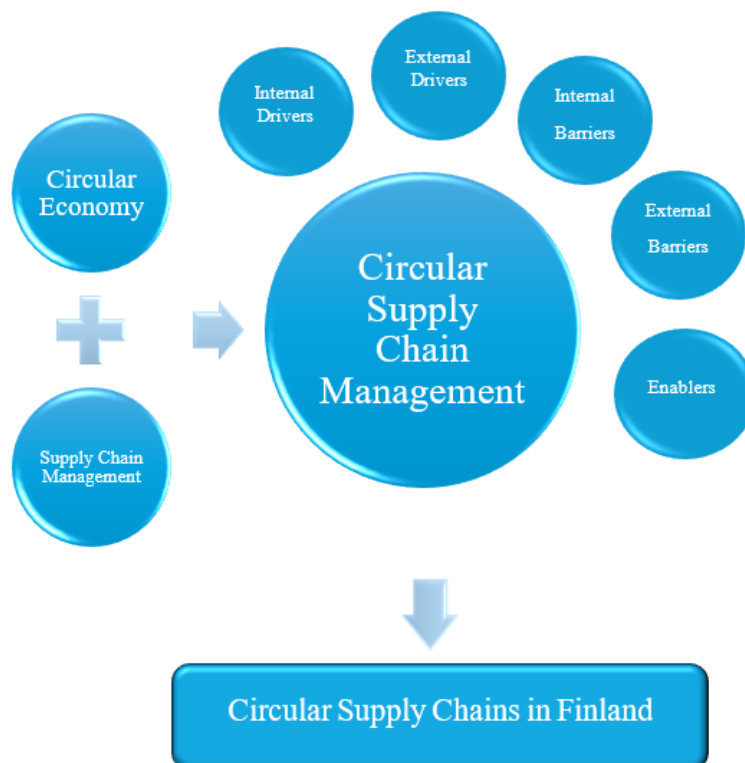 Circular
Economy
Supply Chain
Management
Internal
Drivers
External
Drivers
Internal
Barriers
External
Barriers
Enablers
Circular
Supply
Chain
Management
Circular Supply Chains in Finland